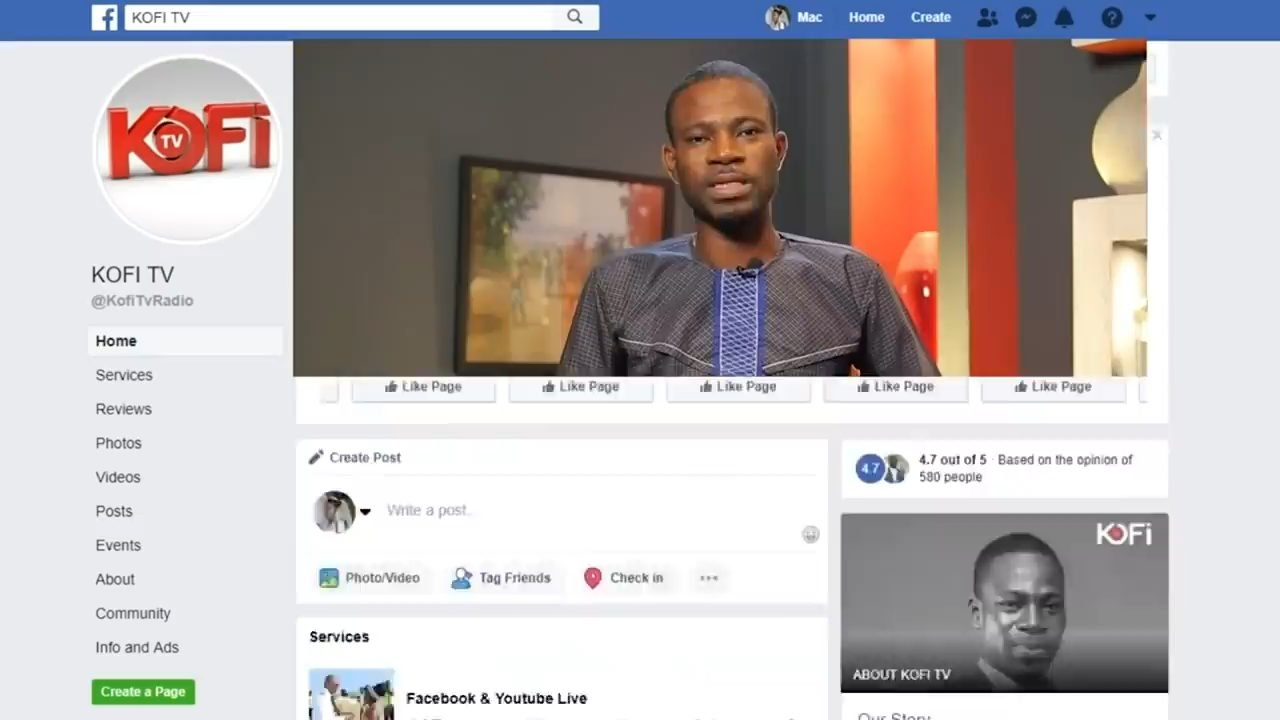 KOFI TV
Mac
Home
Create
KOFi
TV
KOFI TV
@KofiTvRadio
Home
Services
Reviews
Photos
Videos
Posts
Events
About
Community
Info and Ads
Create a Page
Like Page
Like Page
Like Page
Like Page
Like Page
Create Post
Write a post..
Photo/Video
Tag Friends
Check in
Services
Facebook & Youtube Live
4.7
4.7 out of 5 · Based on the opinion of
580 people
KOFi
ABOUT KOFI TV
Our Story